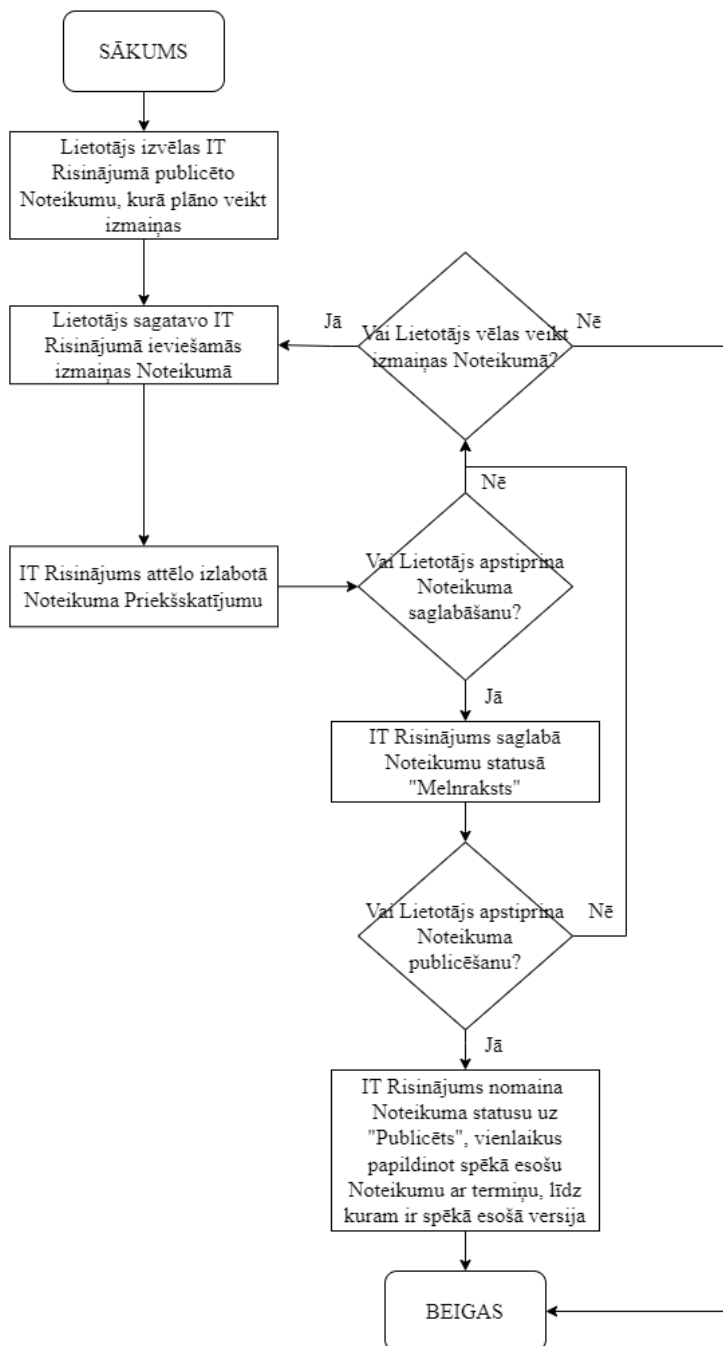 SĀKUMS
Lietotājs izvēlas IT
Risinājumā publicēto
Noteikumu, kurā plāno veikt
izmaiņas
Lietotājs sagatavo IT
Risinājumā ieviešamās
izmaiņas Noteikumā
Jā
Vai Lietotājs vēlas veikt
izmaiņas Noteikumā?
Nē
Nē
IT Risinājums attēlo izlabotā
Noteikuma Priekšskatījumu
Vai Lietotājs apstiprina
Noteikuma
saglabāšanu?
Jā
IT Risinājums saglabā
Noteikumu statusā
"Melnraksts"
Vai Lietotājs apstiprina
Noteikuma
publicēšanu?
Nē
Jā
IT Risinājums nomaina
Noteikuma statusu uz
"Publicēts", vienlaikus
papildinot spēkā esošu
Noteikumu ar termiņu, līdz
kuram ir spēkā esošā versija
BEIGAS